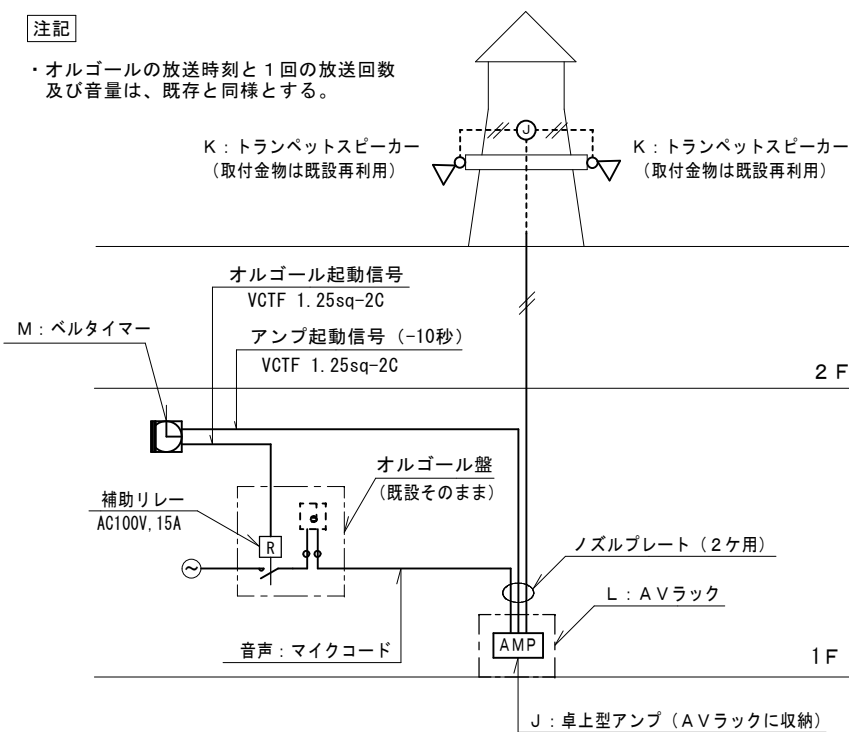 注記
・オルゴールの放送時刻と１回の放送回数
及び音量は、既存と同様とする。
J
K：トランペットスピーカー
（取付金物は既設再利用）
K：トランペットスピーカー
（取付金物は既設再利用）
オルゴール起動信号
VCTF 1.25sq-2C
M：ベルタイマー
アンプ起動信号（-10秒）
VCTF 1.25sq-2C
２F
オルゴール盤
（既設そのまま）
補助リレー
AC100V,15A
R
ノズルプレート（２ケ用）
L：AVラック
音声：マイクコード
AMP
1F
J：卓上型アンプ（AVラックに収納）